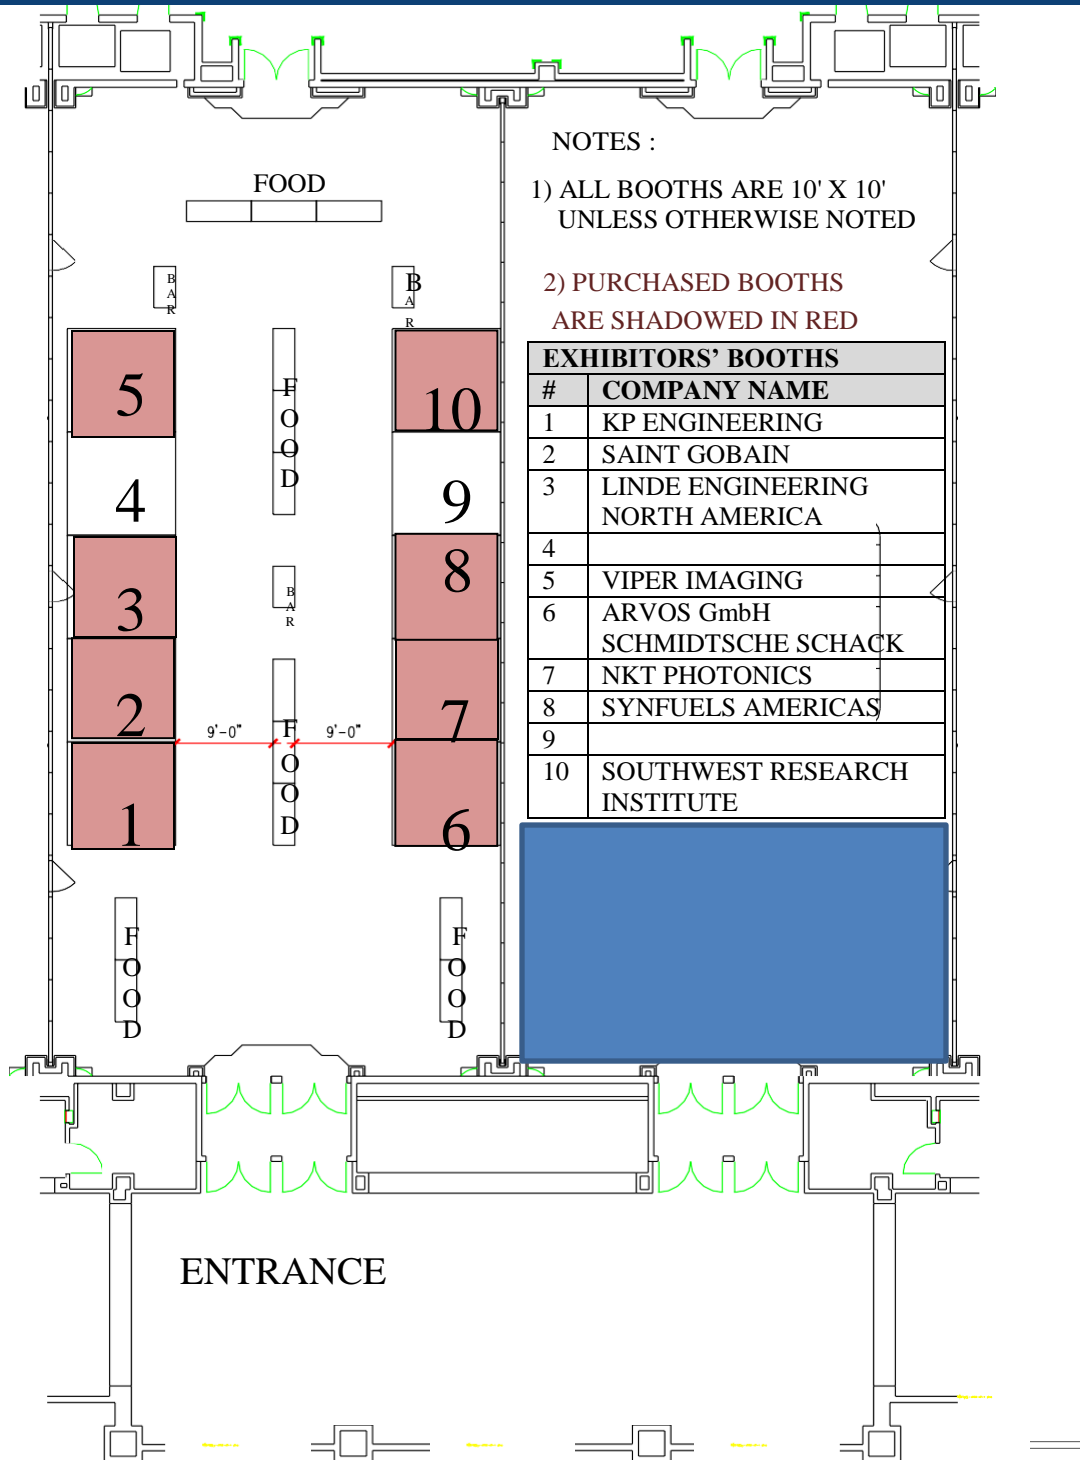 NOTES :
1) ALL BOOTHS ARE 10' X 10'
UNLESS OTHERWISE NOTED
2) PURCHASED BOOTHS
ARE SHADOWED IN RED
FOOD
BAR
BAR
5
FOOD
10
4
9
3
BAR
8
2
9'-0"
FOOD
9'-0"
7
1
6
FOOD
FOOD
EXHIBITORS’ BOOTHS
# COMPANY NAME
1 KP ENGINEERING
2 SAINT GOBAIN
3 LINDE ENGINEERING
NORTH AMERICA
4
5 VIPER IMAGING
6 ARVOS GmbH
SCHMIDTSCHE SCHACK
7 NKT PHOTONICS
8 SYNFUELS AMERICAS
9
10 SOUTHWEST RESEARCH
INSTITUTE
ENTRANCE